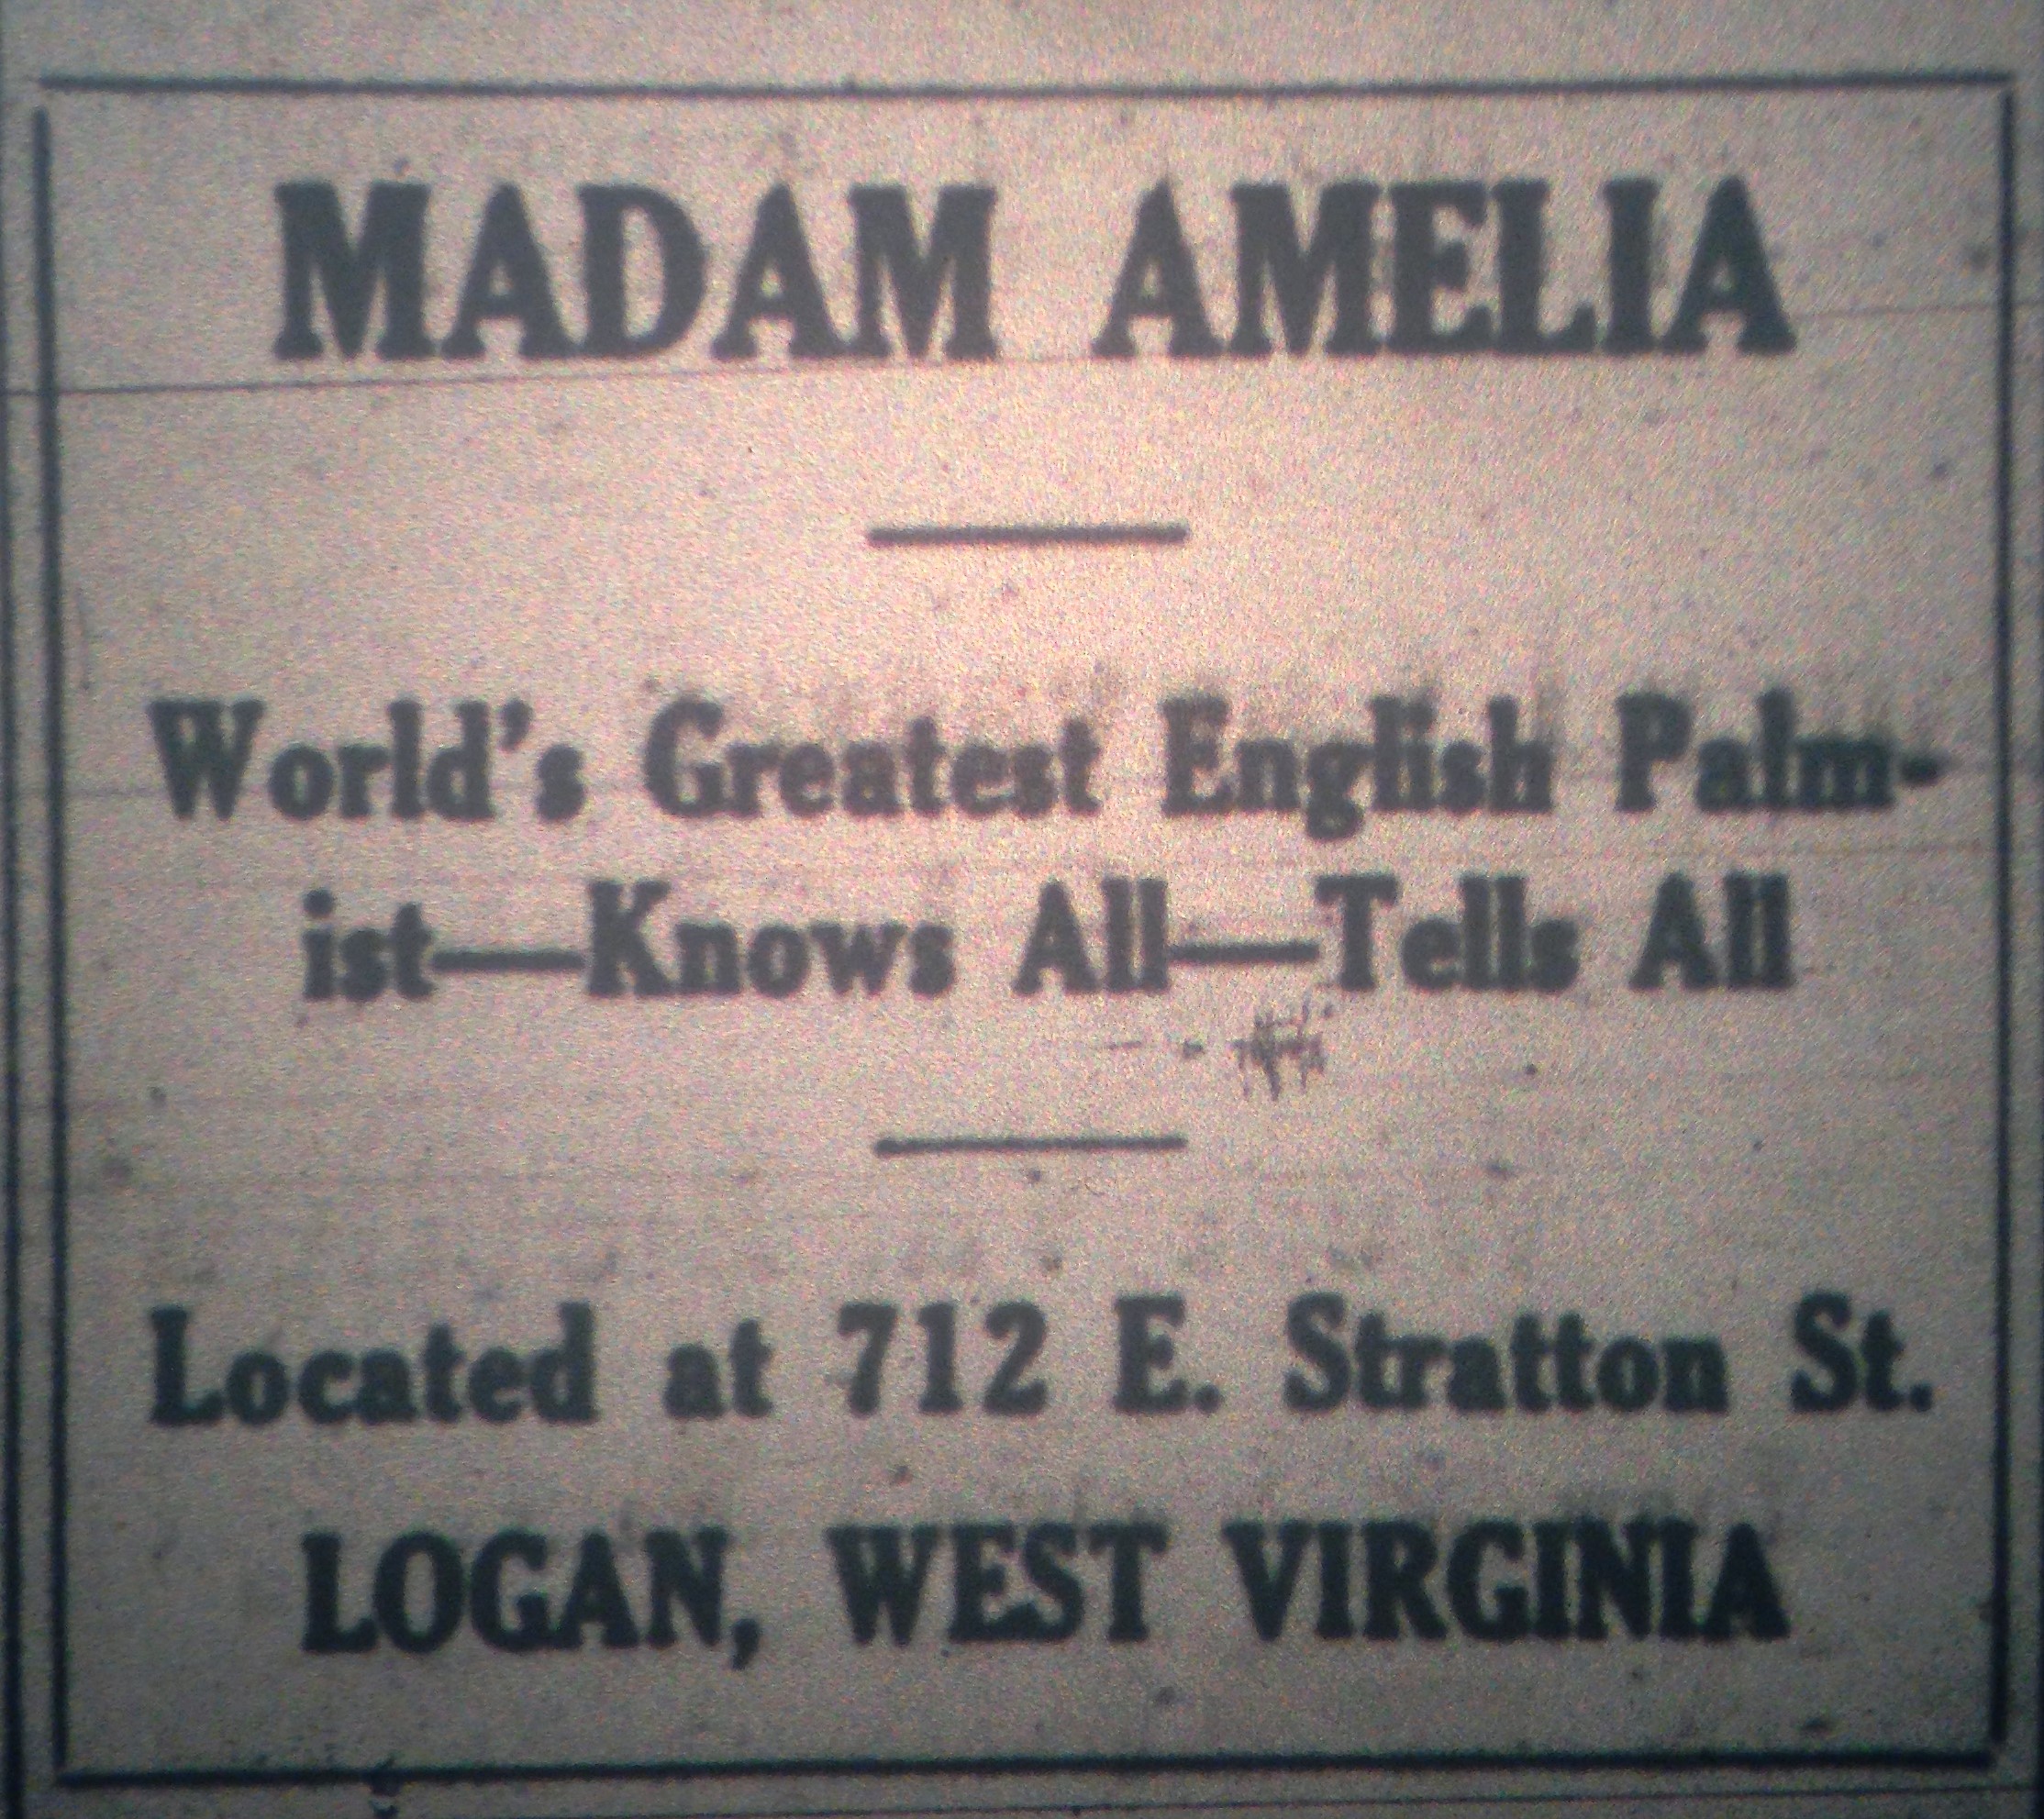 MADAM AMELIA
World's Greatest English Palm-
ist—Knows All—Tells All
Located at 712 E. Stratton St.
LOGAN, WEST VIRGINIA